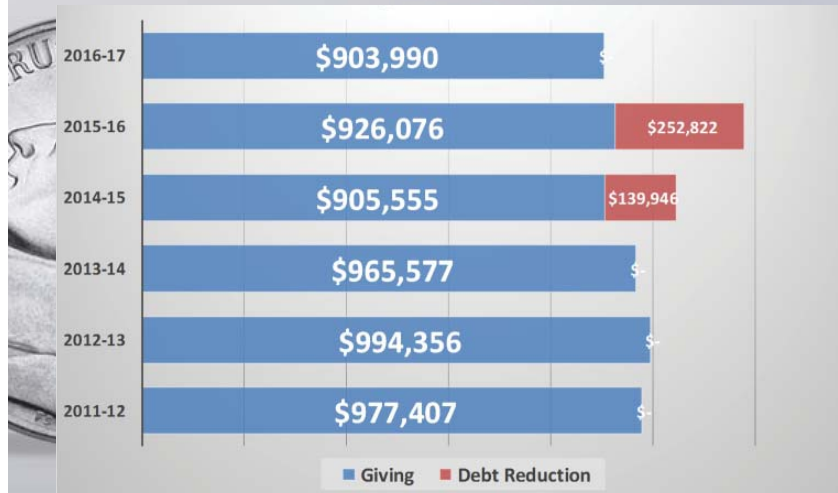 2016-17 $903,990 $-
2015-16 $926,076 $252,822
2014-15 $905,555 $139,946
2013-14 $965,577 $-
2012-13 $994,356 $-
2011-12 $977,407 $-
Giving Debt Reduction